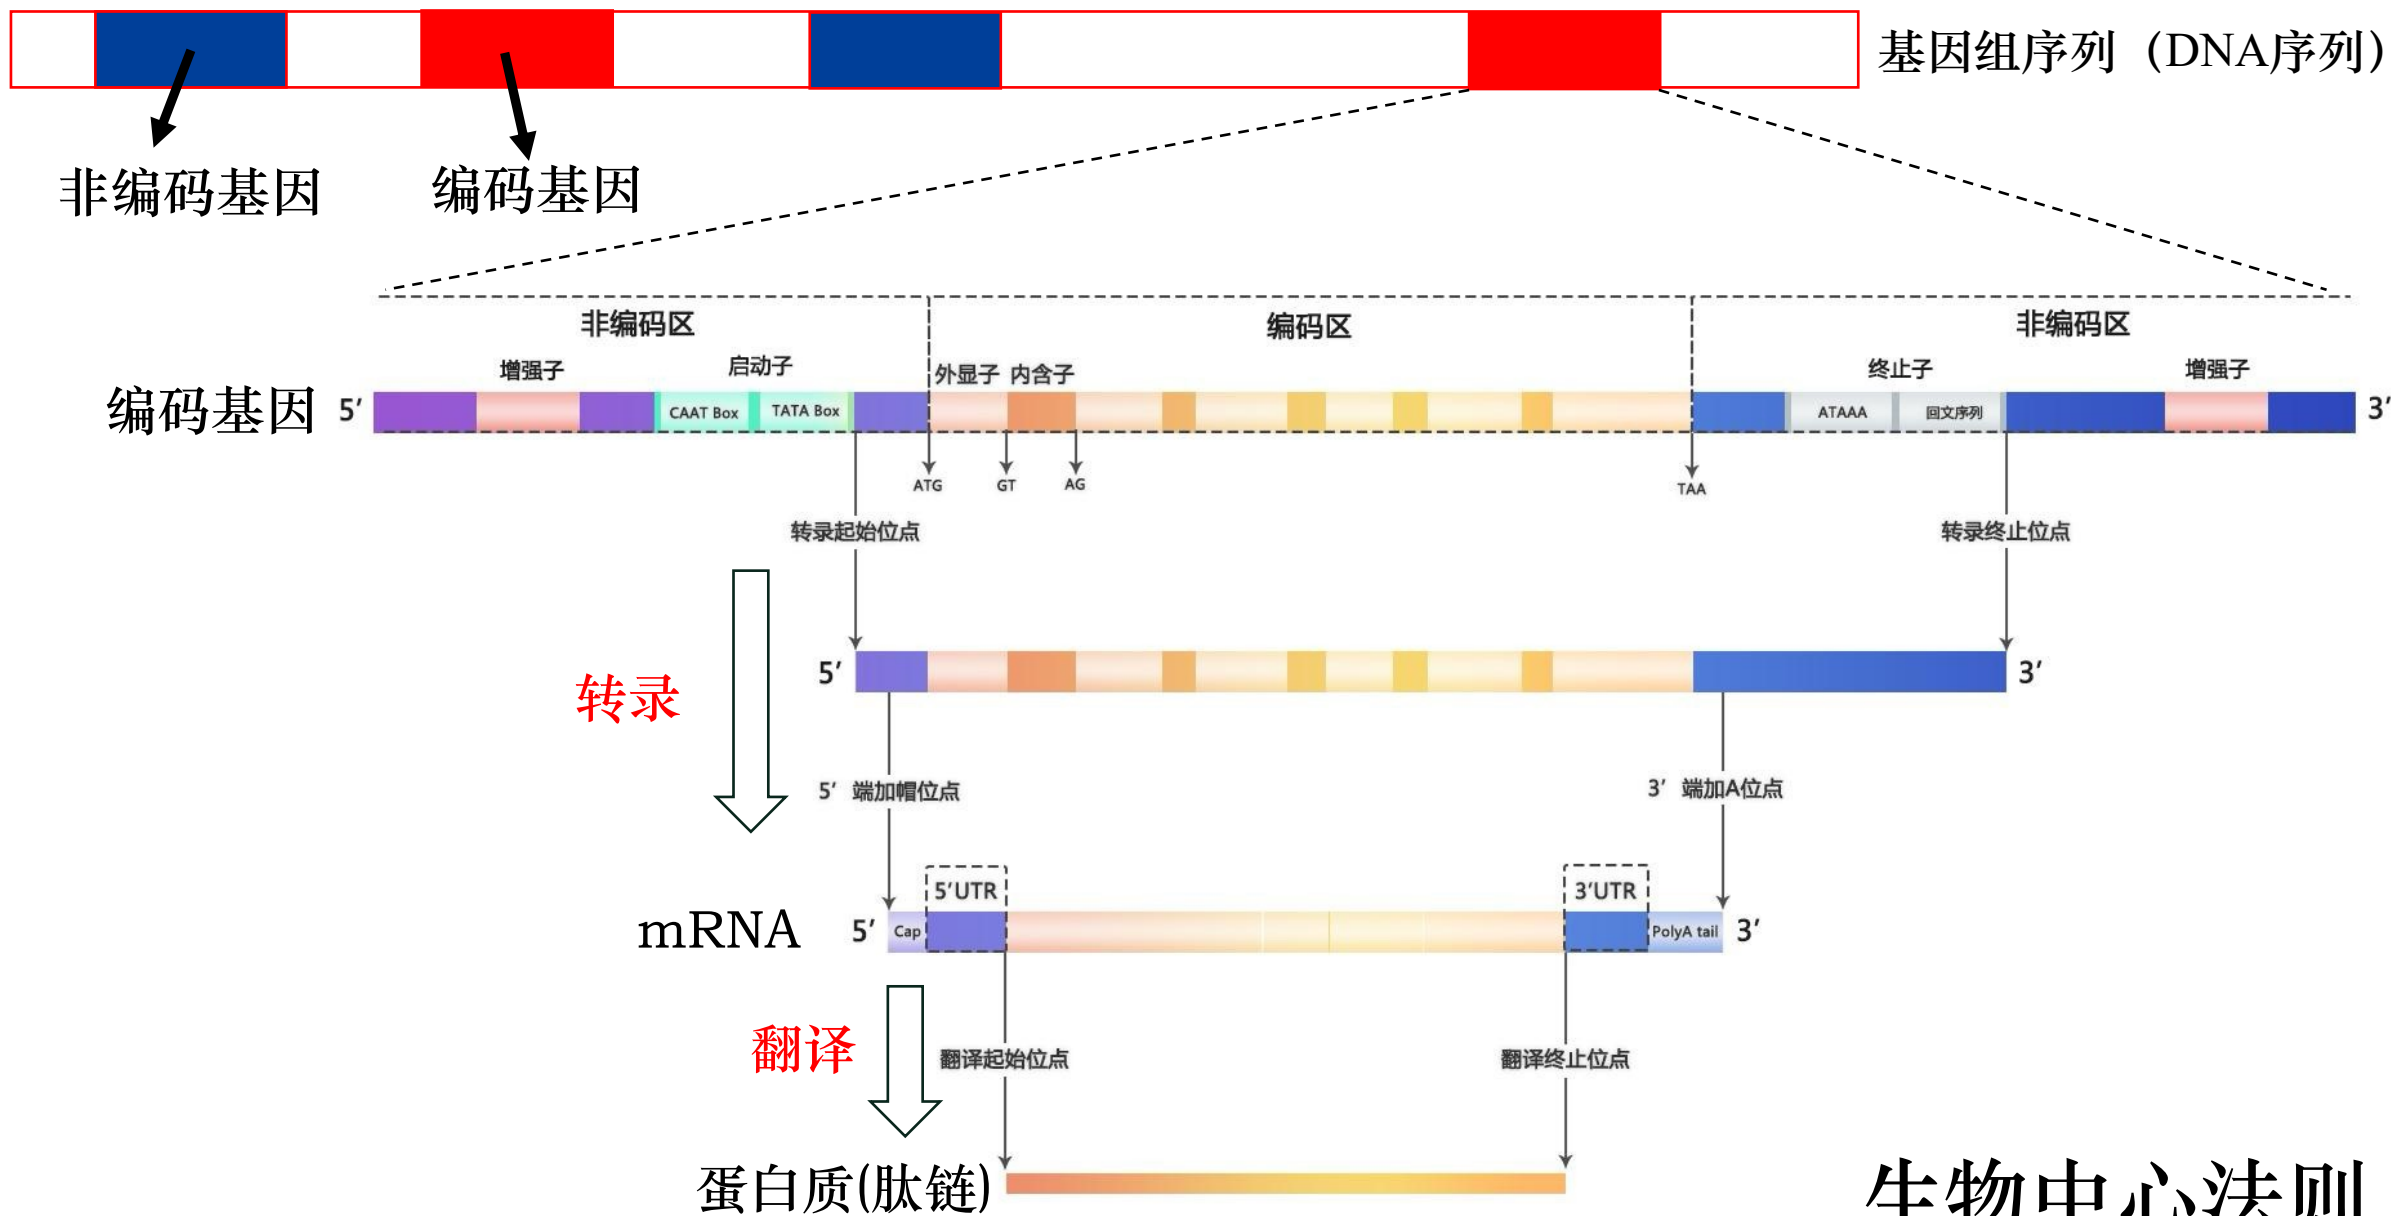 基因组序列（DNA序列）
非编码基因
编码基因
非编码区
编码区
非编码区
增强子
启动子
外显子
内含子
终止子
增强子
编码基因
5′
CAAT Box
TATA Box
ATAAA
回文序列
3′
ATG
GT
AG
TAA
转录起始位点
转录终止位点
转录
5′
3′
5′ 端加帽位点
3′ 端加A位点
5′UTR
3′UTR
mRNA
5′
Cap
PolyA tail
3′
翻译
翻译起始位点
翻译终止位点
蛋白质(肽链)
生物中心法则